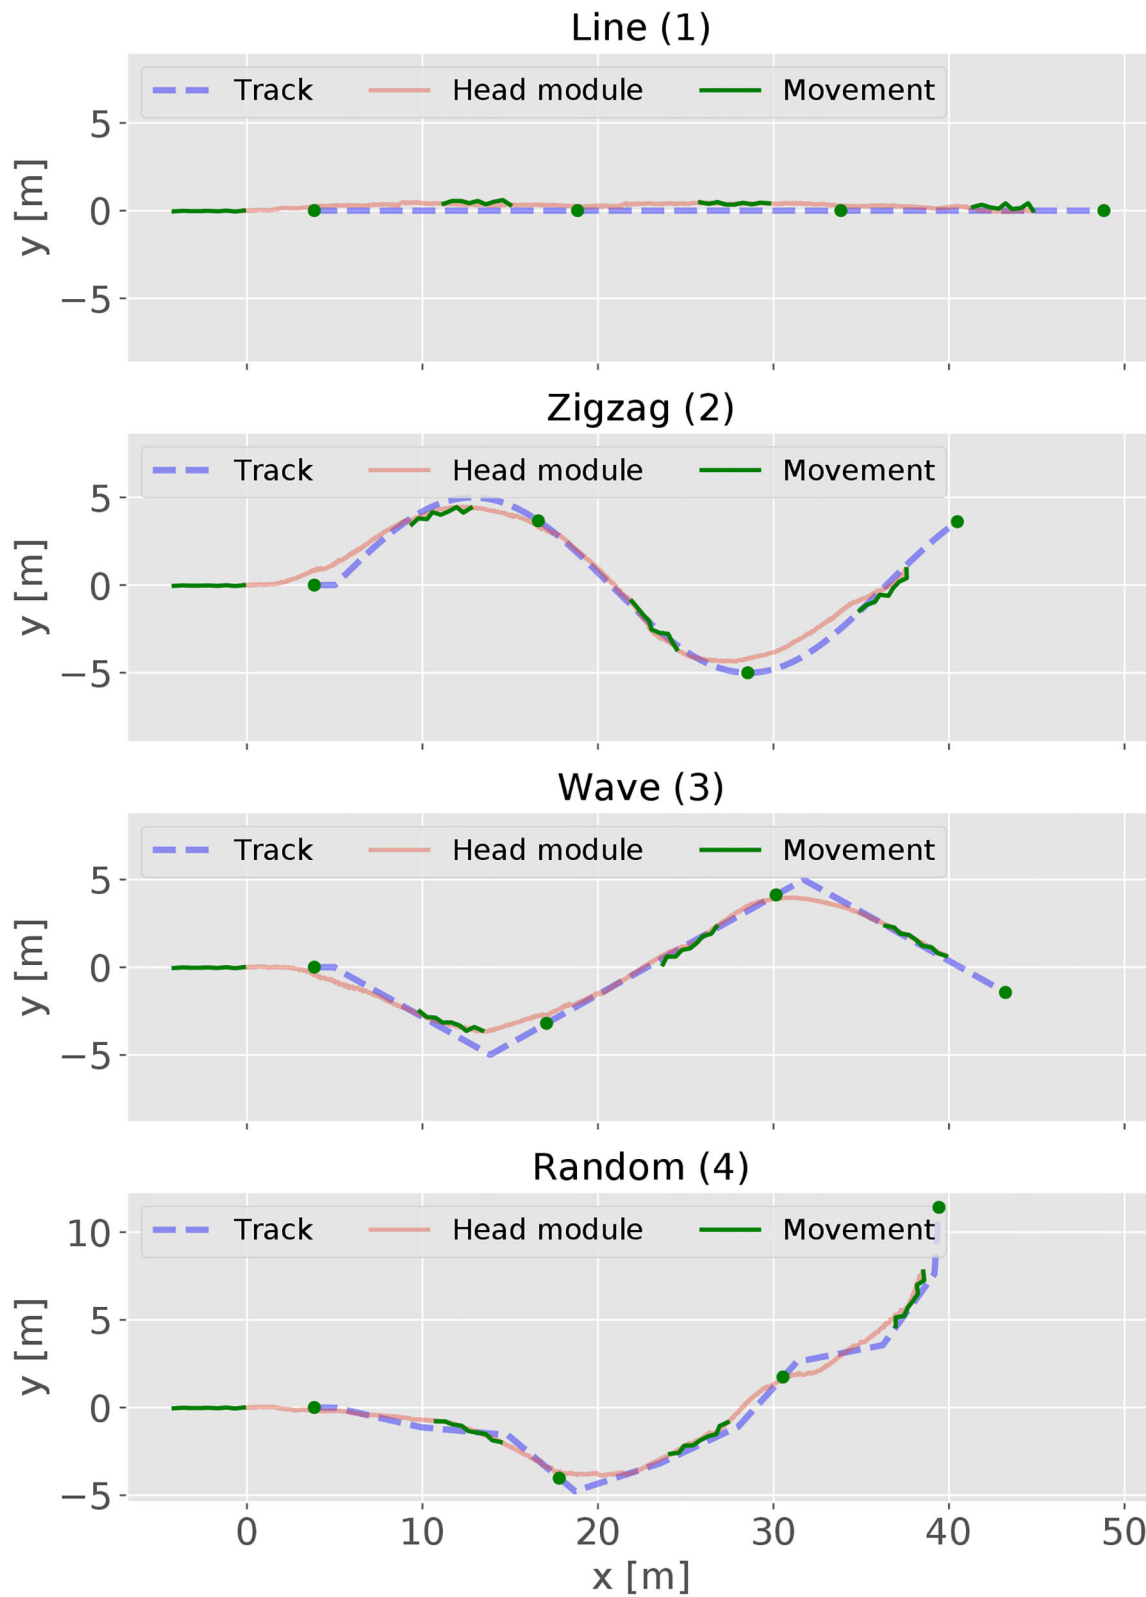 Line (1)
Track Head module Movement
5
0
−5
y [m]
Zigzag (2)
Track Head module Movement
5
0
−5
y [m]
Wave (3)
Track Head module Movement
5
0
−5
y [m]
Random (4)
Track Head module Movement
10
5
0
−5
y [m]
0 10 20 30 40 50
x [m]